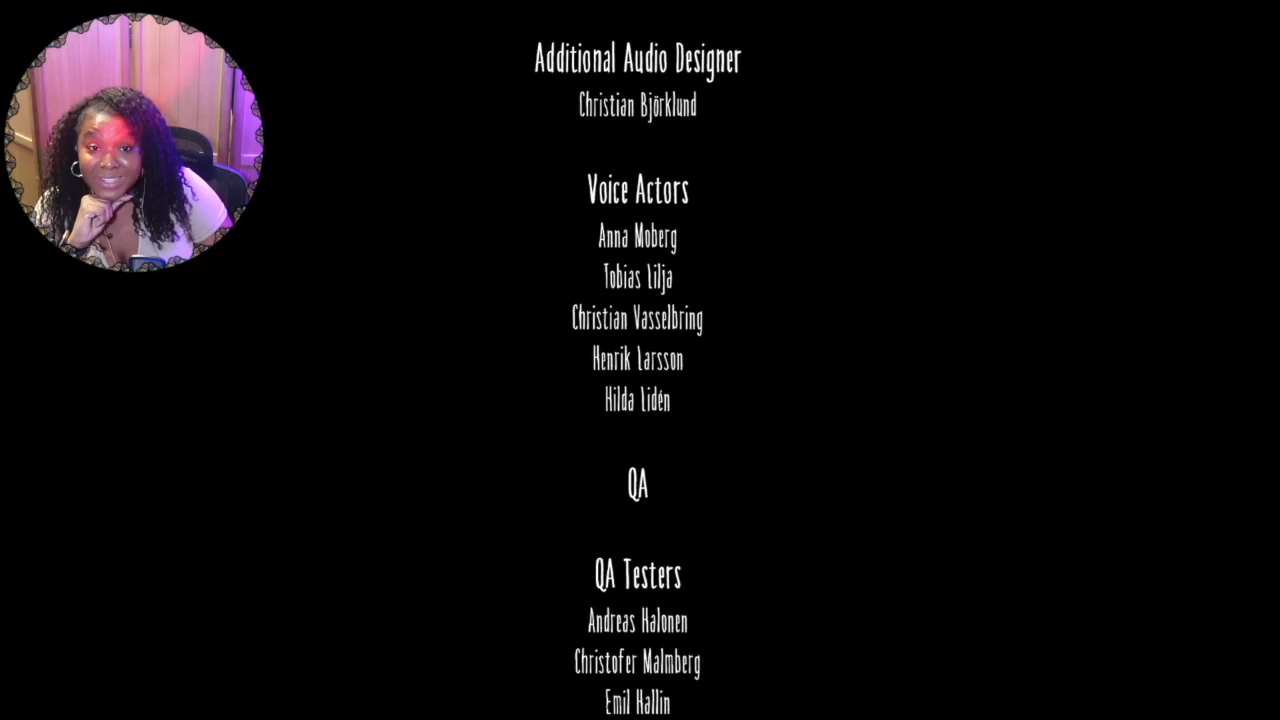 Additional Audio Designer
Christian Björklund
Voice Actors
Anna Moberg
Tobias Lilja
Christian Vasselbring
Henrik Larsson
Hilda Lidén
QA
QA Testers
Andreas Halonen
Christofer Malmberg
Emil Hallin